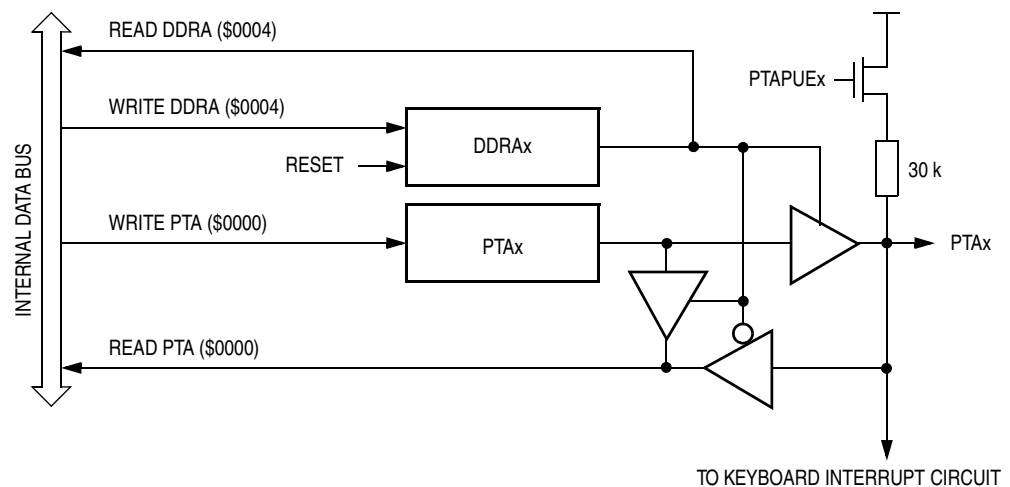 READ DDRA ($0004)
PTAPUEx
WRITE DDRA ($0004)
DDRAx
RESET
30 k
INTERNAL DATA BUS
WRITE PTA ($0000)
PTAx
PTAx
READ PTA ($0000)
TO KEYBOARD INTERRUPT CIRCUIT